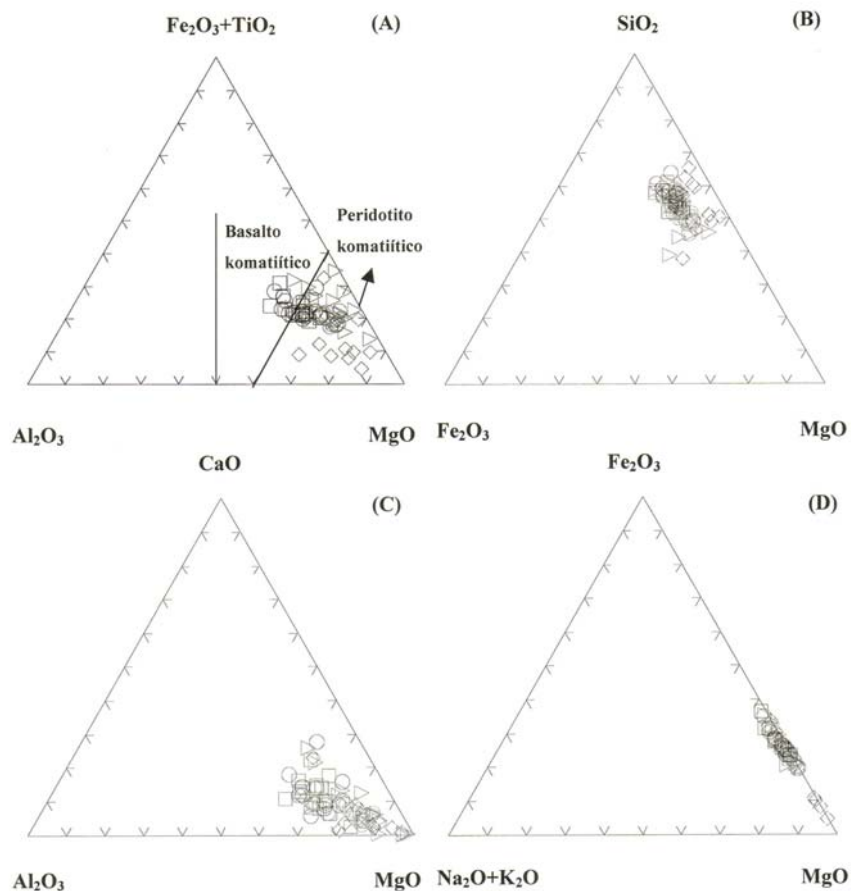 Fe₂O₃+TiO₂
(A)
Basalto
komatiítico
Peridotito
komatiítico
Al₂O₃
MgO
SiO₂
(B)
Fe₂O₃
MgO
CaO
(C)
Al₂O₃
MgO
Fe₂O₃
(D)
Na₂O+K₂O
MgO